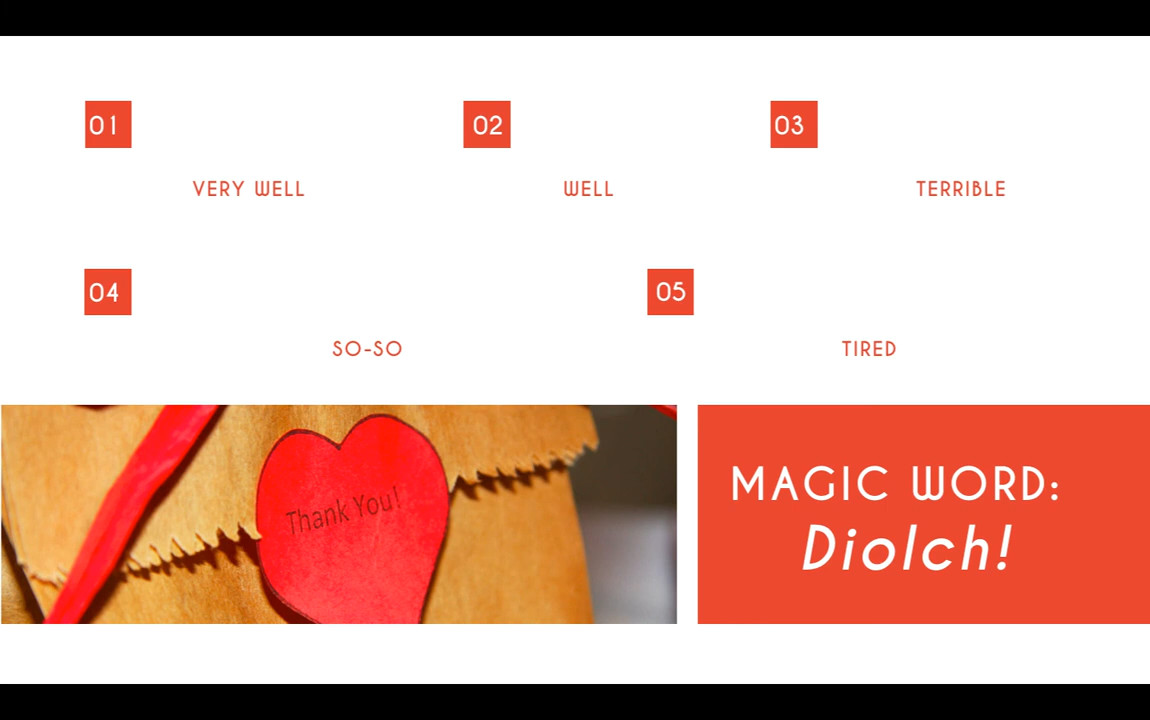 01
VERY WELL
02
WELL
03
TERRIBLE
04
SO-SO
05
TIRED
Thank You!
MAGIC WORD:
Diolch!